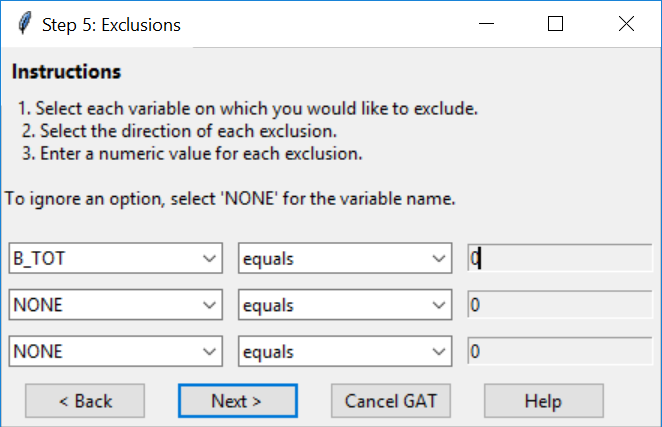 Step 5: Exclusions
Instructions
1. Select each variable on which you would like to exclude.
2. Select the direction of each exclusion.
3. Enter a numeric value for each exclusion.
To ignore an option, select 'NONE' for the variable name.
B_TOT equals 0
NONE equals 0
NONE equals 0
< Back Next > Cancel GAT Help